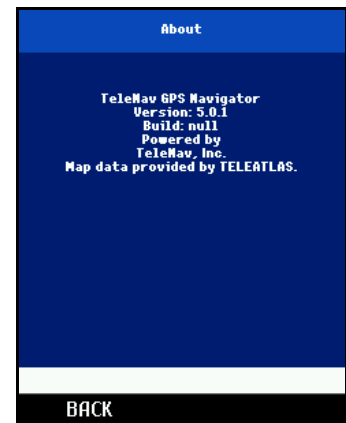 About
TeleNav GPS Navigator
Version: 5.0.1
Build: null
Powered by
TeleNav, Inc.
Map data provided by TELEATLAS.
BACK